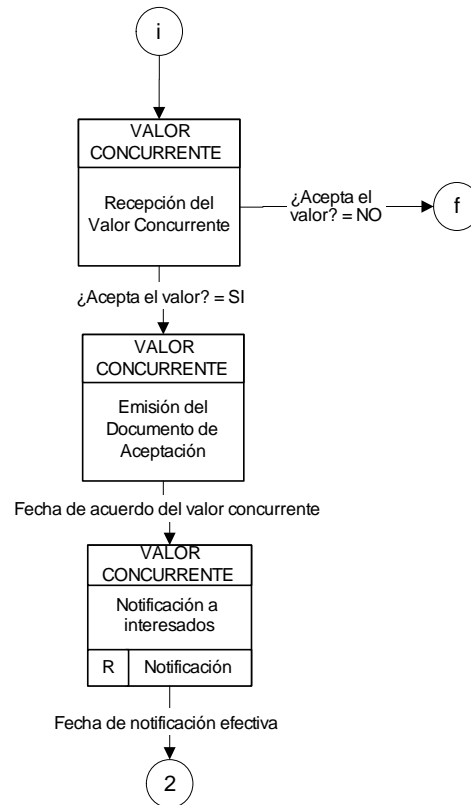 i
VALOR
CONCURRENTE
Recepción del
Valor Concurrente
¿Acepta el
valor? = NO
f
¿Acepta el valor? = SI
VALOR
CONCURRENTE
Emisión del
Documento de
Aceptación
Fecha de acuerdo del valor concurrente
VALOR
CONCURRENTE
Notificación a
interesados
R Notificación
Fecha de notificación efectiva
2